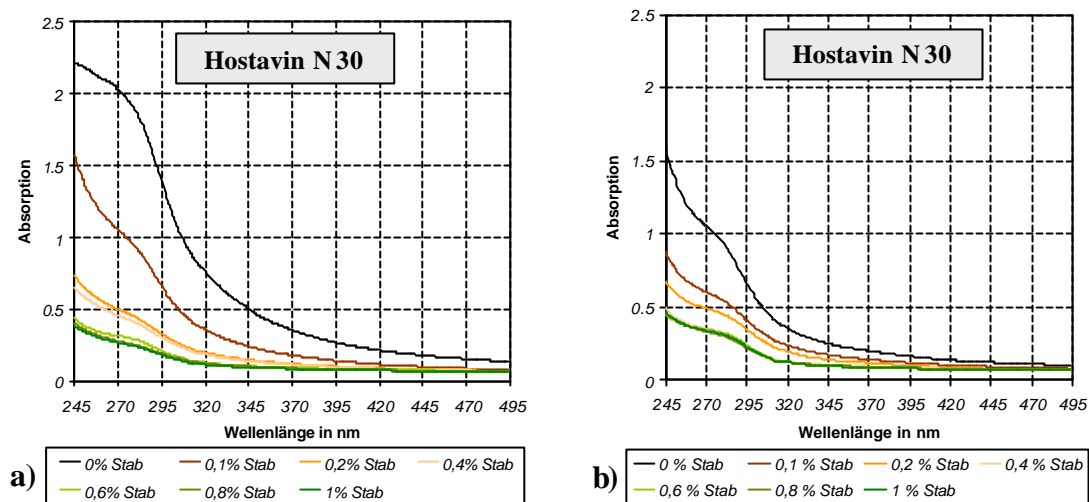 2.5
Hostavin N 30
2
1.5
1
0.5
0
Absorption
245 270 295 320 345 370 395 420 445 470 495
Wellenlänge in nm
a)
0% Stab 0,1% Stab 0,2% Stab 0,4% Stab
0,6% Stab 0,8% Stab 1% Stab
2.5
Hostavin N 30
2
1.5
1
0.5
0
Absorption
245 270 295 320 345 370 395 420 445 470 495
Wellenlänge in nm
b)
0 % Stab 0,1 % Stab 0,2 % Stab 0,4 % Stab
0,6 % Stab 0,8 % Stab 1 % Stab
b)